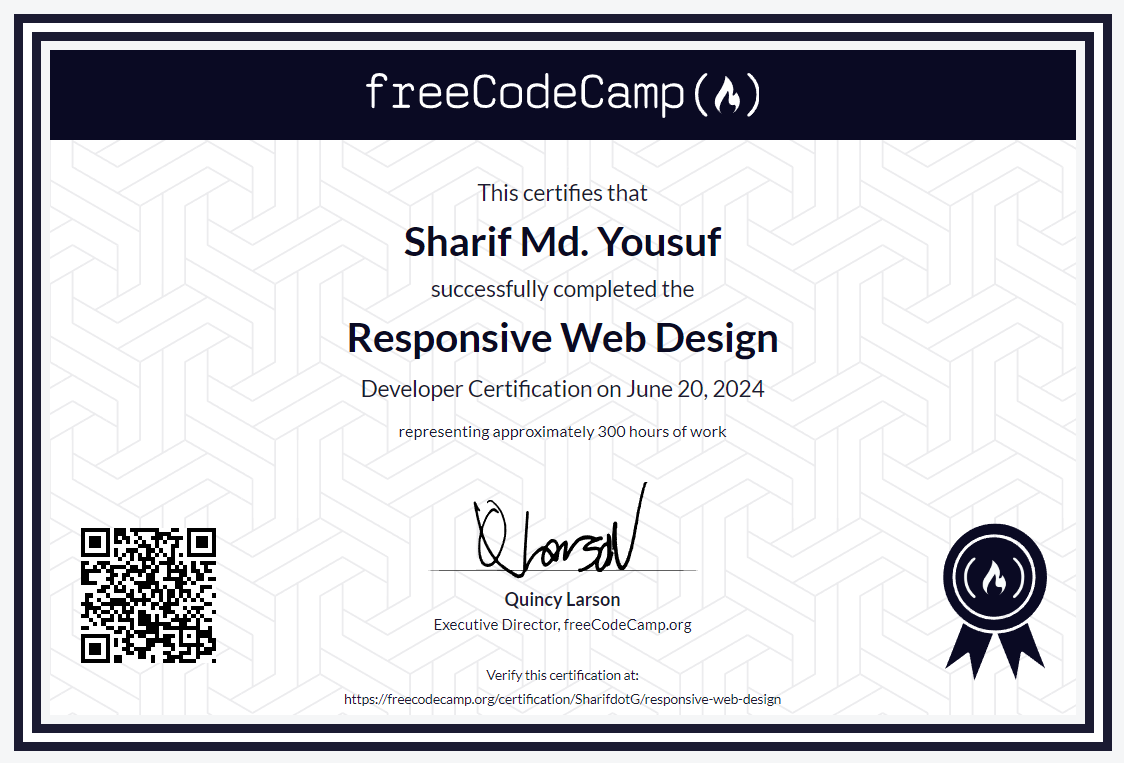 freeCodeCamp
This certifies that
Sharif Md. Yousuf
successfully completed the
Responsive Web Design
Developer Certification on June 20, 2024
representing approximately 300 hours of work
Q Larson
Quincy Larson
Executive Director, freeCodeCamp.org
Verify this certification at:
https://freecodecamp.org/certification/SharifdotG/responsive-web-design